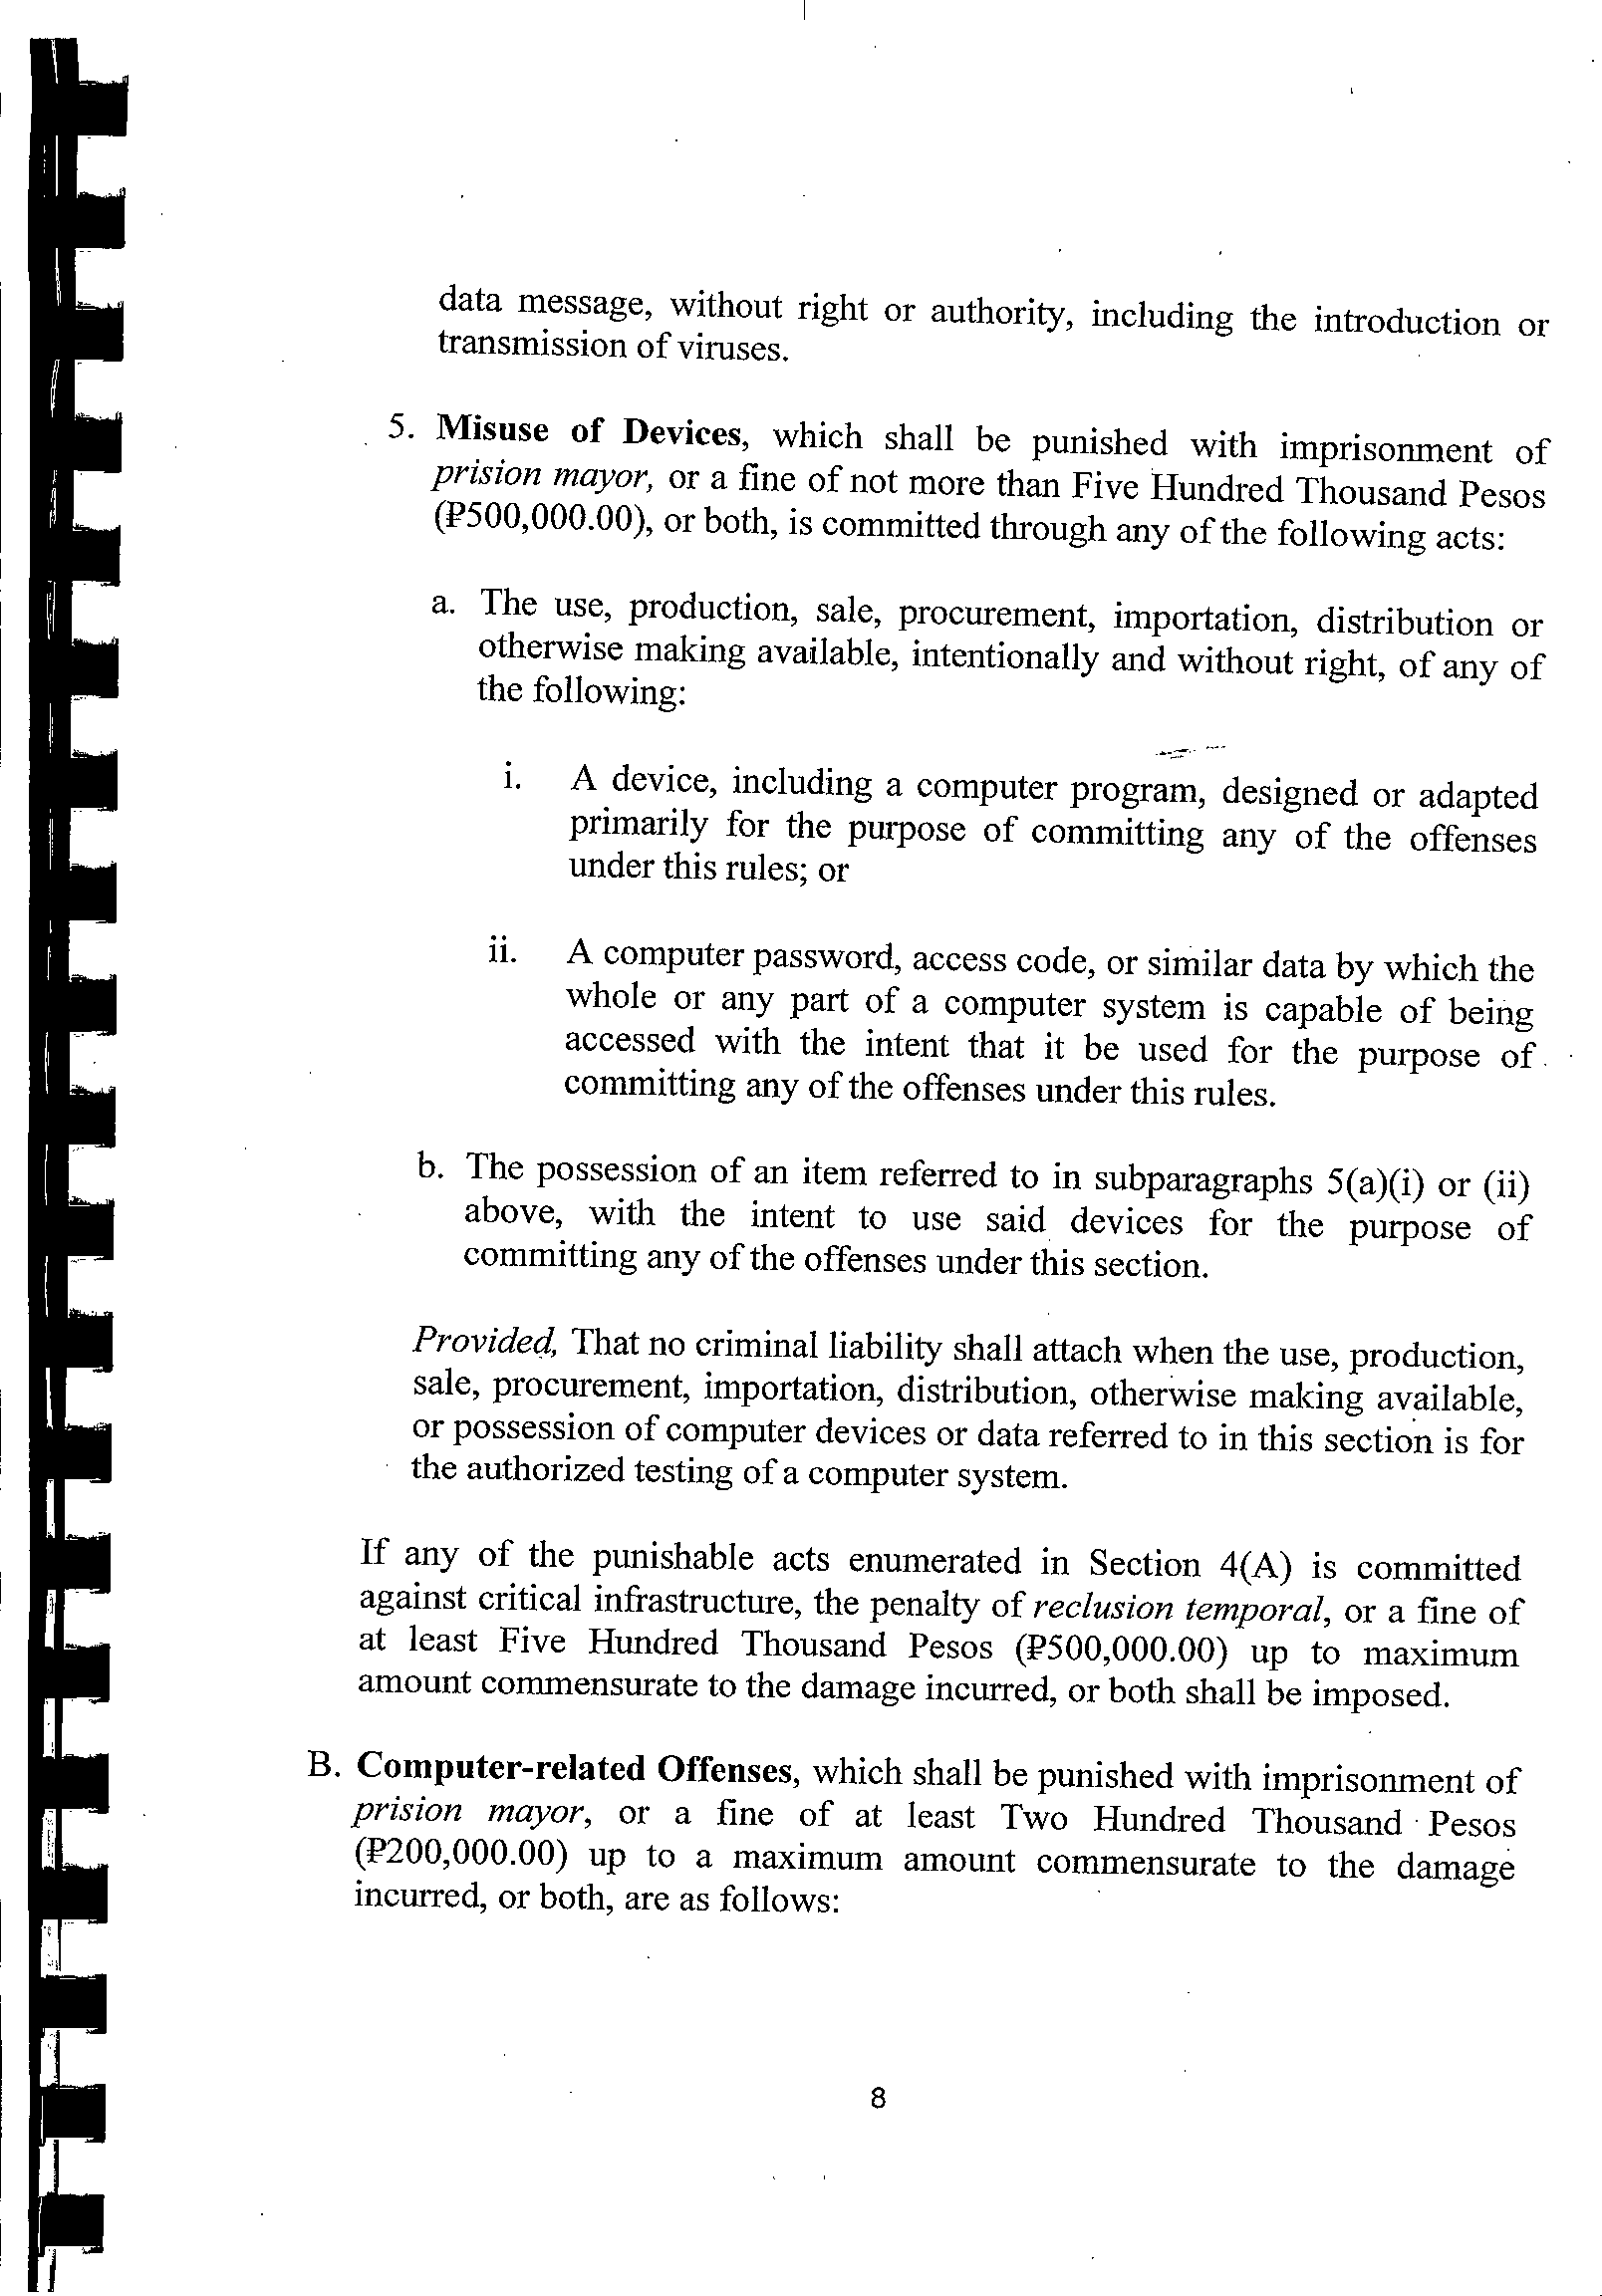 data message, without right or authority, including the introduction or
transmission of viruses.
5. Misuse of Devices, which shall be punished with imprisonment of
prision mayor, or a fine of not more than Five Hundred Thousand Pesos
(₱500,000.00), or both, is committed through any of the following acts:
a. The use, production, sale, procurement, importation, distribution or
otherwise making available, intentionally and without right, of any of
the following:
i. A device, including a computer program, designed or adapted
primarily for the purpose of committing any of the offenses
under this rules; or
ii. A computer password, access code, or similar data by which the
whole or any part of a computer system is capable of being
accessed with the intent that it be used for the purpose of
committing any of the offenses under this rules.
b. The possession of an item referred to in subparagraphs 5(a)(i) or (ii)
above, with the intent to use said devices for the purpose of
committing any of the offenses under this section.
Provided, That no criminal liability shall attach when the use, production,
sale, procurement, importation, distribution, otherwise making available,
or possession of computer devices or data referred to in this section is for
the authorized testing of a computer system.
If any of the punishable acts enumerated in Section 4(A) is committed
against critical infrastructure, the penalty of reclusion temporal, or a fine of
at least Five Hundred Thousand Pesos (₱500,000.00) up to maximum
amount commensurate to the damage incurred, or both shall be imposed.
B. Computer-related Offenses, which shall be punished with imprisonment of
prision mayor, or a fine of at least Two Hundred Thousand Pesos
(₱200,000.00) up to a maximum amount commensurate to the damage
incurred, or both, are as follows:
8